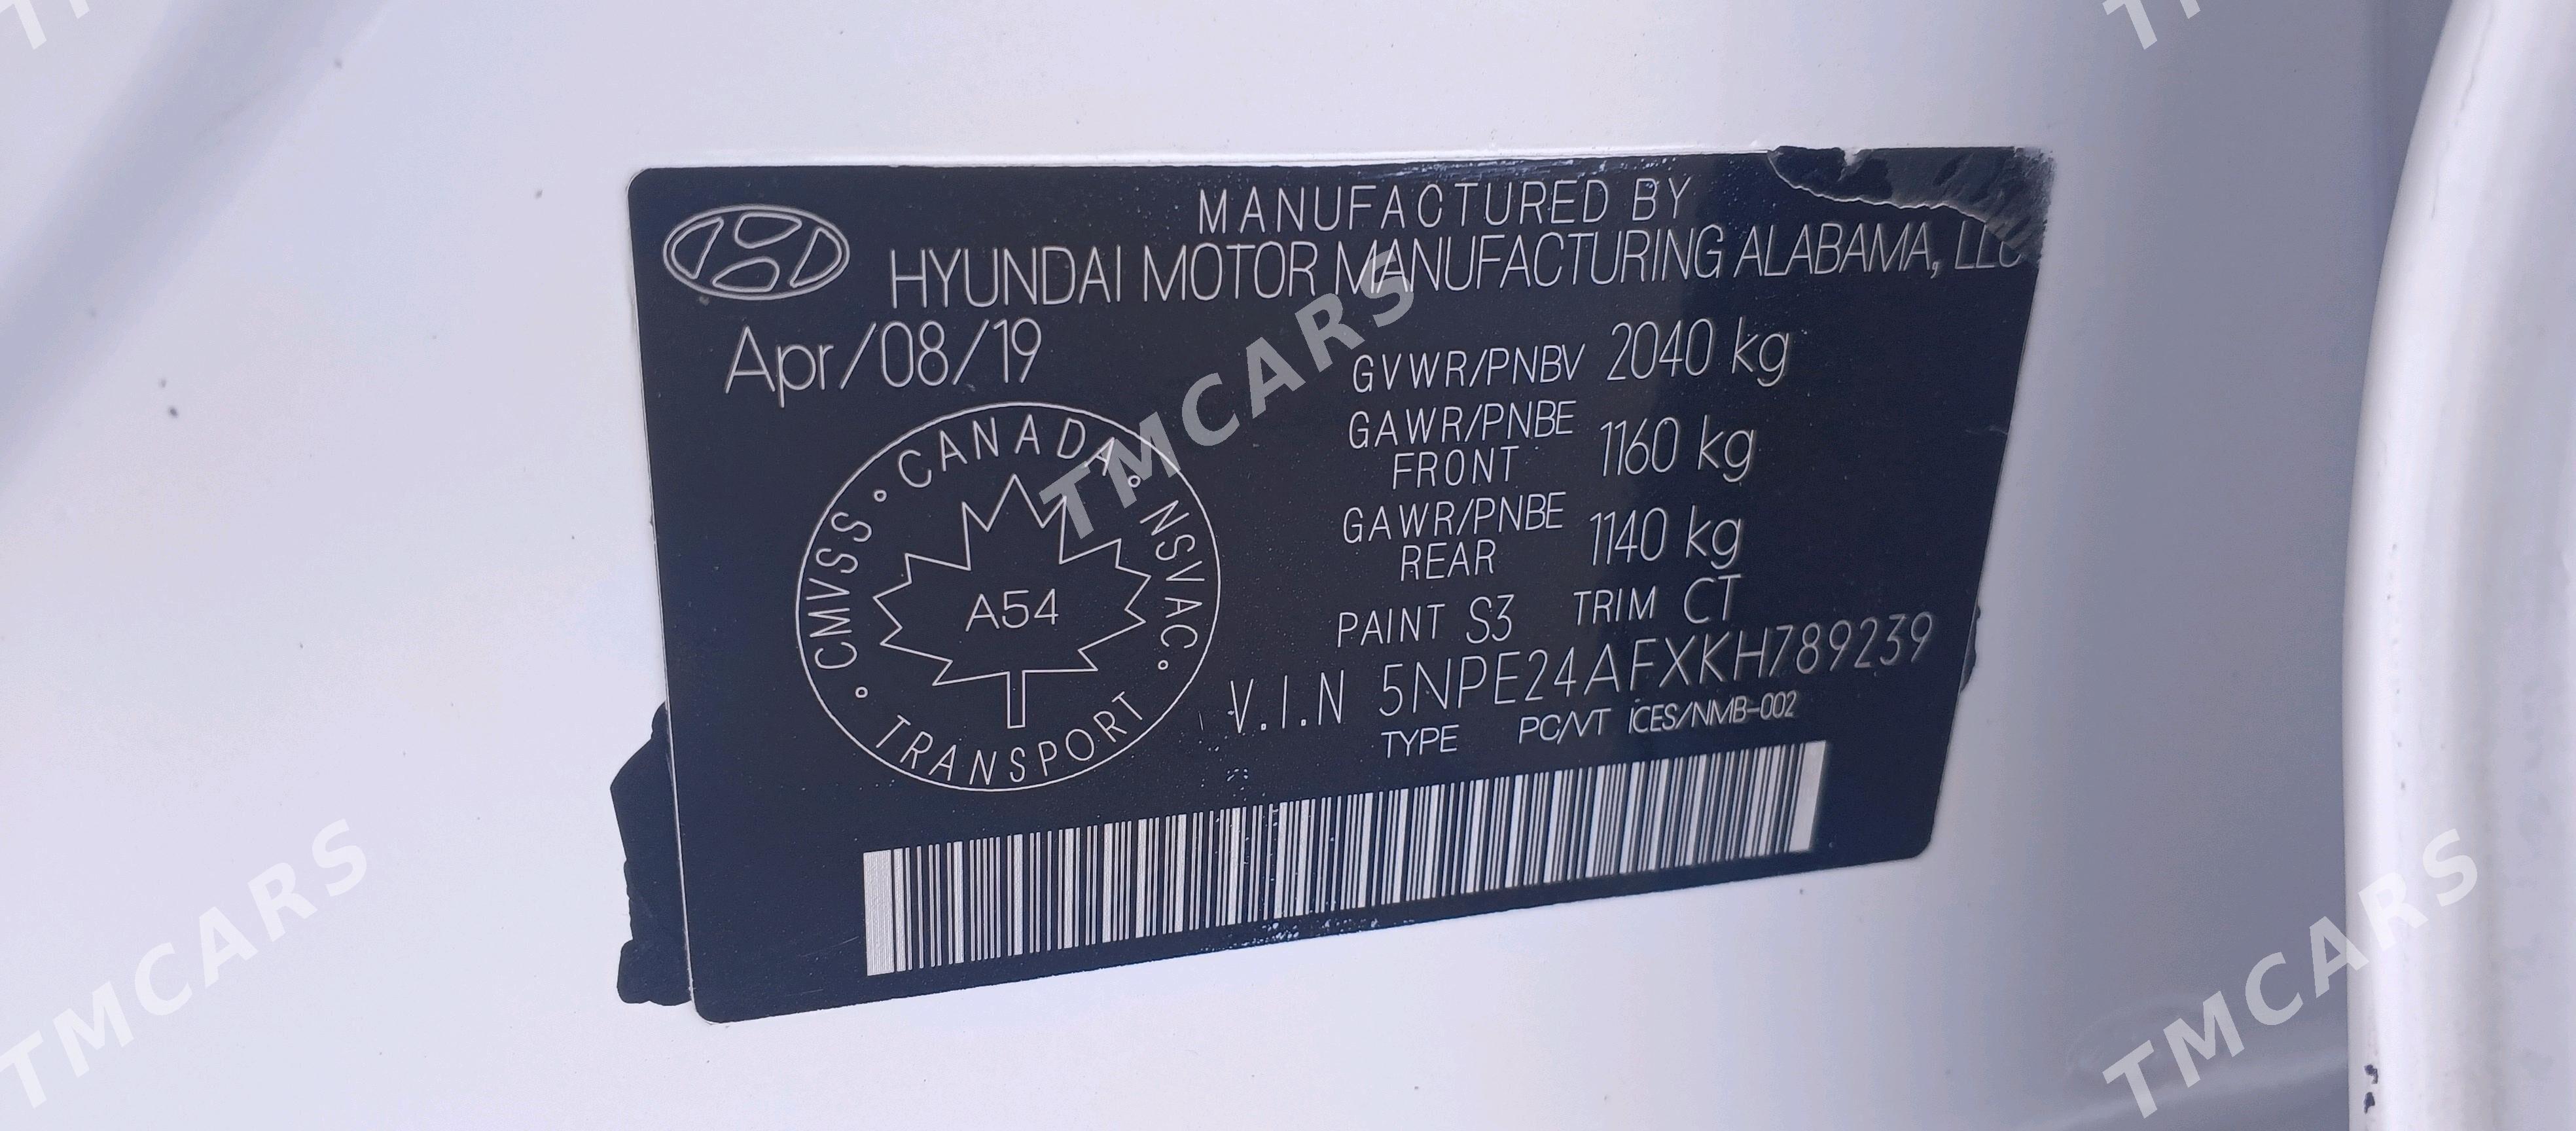 MANUFACTURED BY
HYUNDAI MOTOR MANUFACTURING ALABAMA, LLC
Apr/08/19
GVWR/PNBV 2040 kg
GAWR/PNBE FRONT 1160 kg
GAWR/PNBE REAR 1140 kg
PAINT S3 TRIM CT
V.I.N 5NPE24AFXKH789239
TYPE PC/VT ICES/NMB-002
CANADA
CMVSS
NSVAC
A54
TRANSPORT
TMCARS
TMCARS
TMCARS